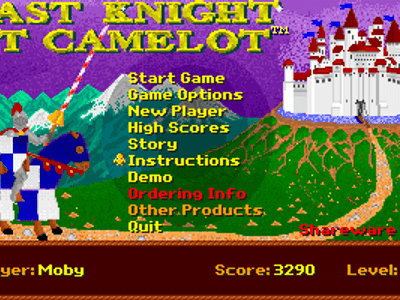 AST KNIGHT
T CAMELOT™
Start Game
Game Options
New Player
High Scores
Story
Instructions
Demo
Ordering Info
Other Products
Quit
Shareware
yer: Moby Score: 3290 Level: